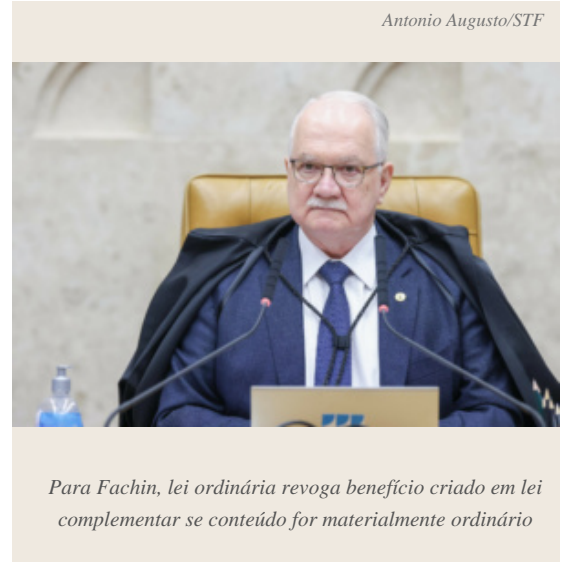 Antonio Augusto/STF
Para Fachin, lei ordinária revoga benefício criado em lei
complementar se conteúdo for materialmente ordinário